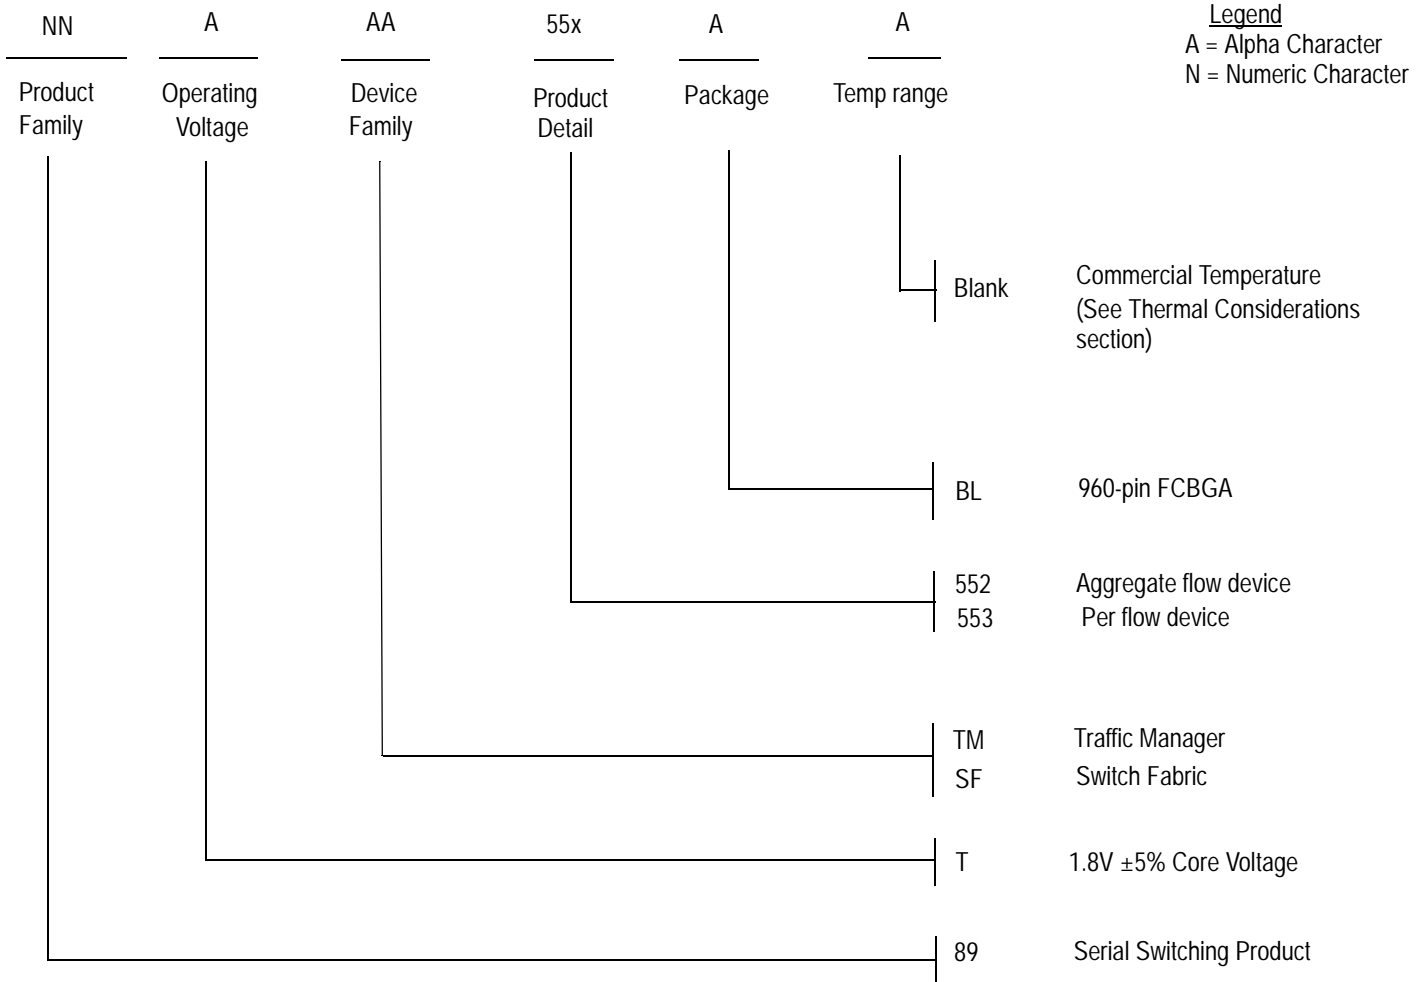 NN A AA 55x A A
Legend
A = Alpha Character
N = Numeric Character
Product
Family
Operating
Voltage
Device
Family
Product
Detail
Package
Temp range
Blank Commercial Temperature
(See Thermal Considerations
section)
BL 960-pin FCBGA
552 Aggregate flow device
553 Per flow device
TM Traffic Manager
SF Switch Fabric
T 1.8V ±5% Core Voltage
89 Serial Switching Product